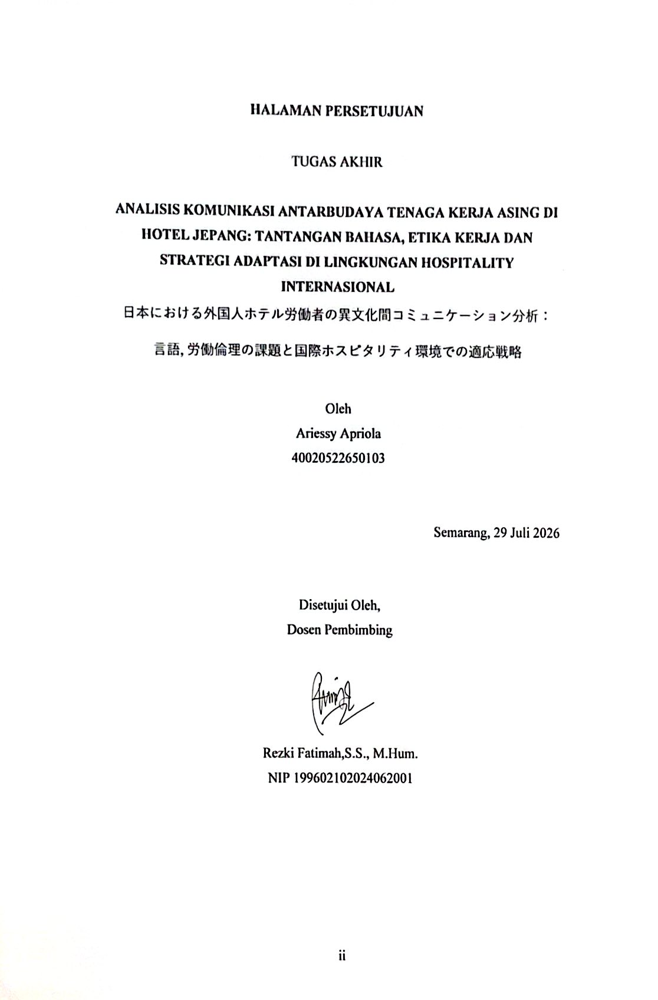 HALAMAN PERSETUJUAN
TUGAS AKHIR
ANALISIS KOMUNIKASI ANTARBUDAYA TENAGA KERJA ASING DI
HOTEL JEPANG: TANTANGAN BAHASA, ETIKA KERJA DAN
STRATEGI ADAPTASI DI LINGKUNGAN HOSPITALITY
INTERNASIONAL
日本における外国人ホテル労働者の異文化間コミュニケーション分析：
言語, 労働倫理の課題と国際ホスピタリティ環境での適応戦略
Oleh
Ariessy Apriola
40020522650103
Semarang, 29 Juli 2026
Disetujui Oleh,
Dosen Pembimbing
Rezki Fatimah,S.S., M.Hum.
NIP 199602102024062001
ii